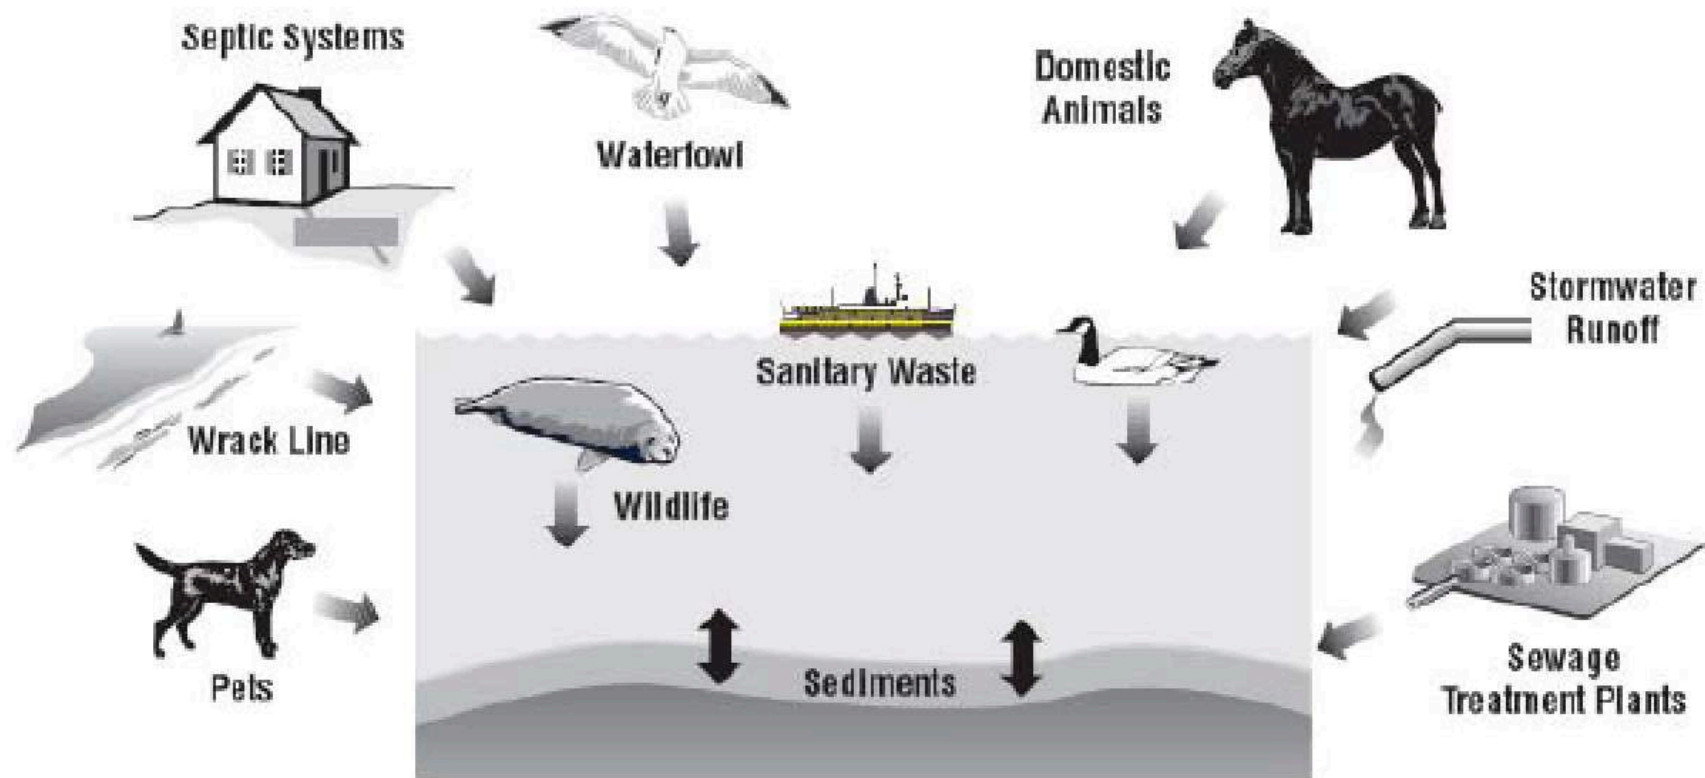 Septic Systems
Waterfowl
Domestic
Animals
Stormwater
Runoff
Sanitary Waste
Wrack Line
Wildlife
Pets
Sediments
Sewage
Treatment Plants